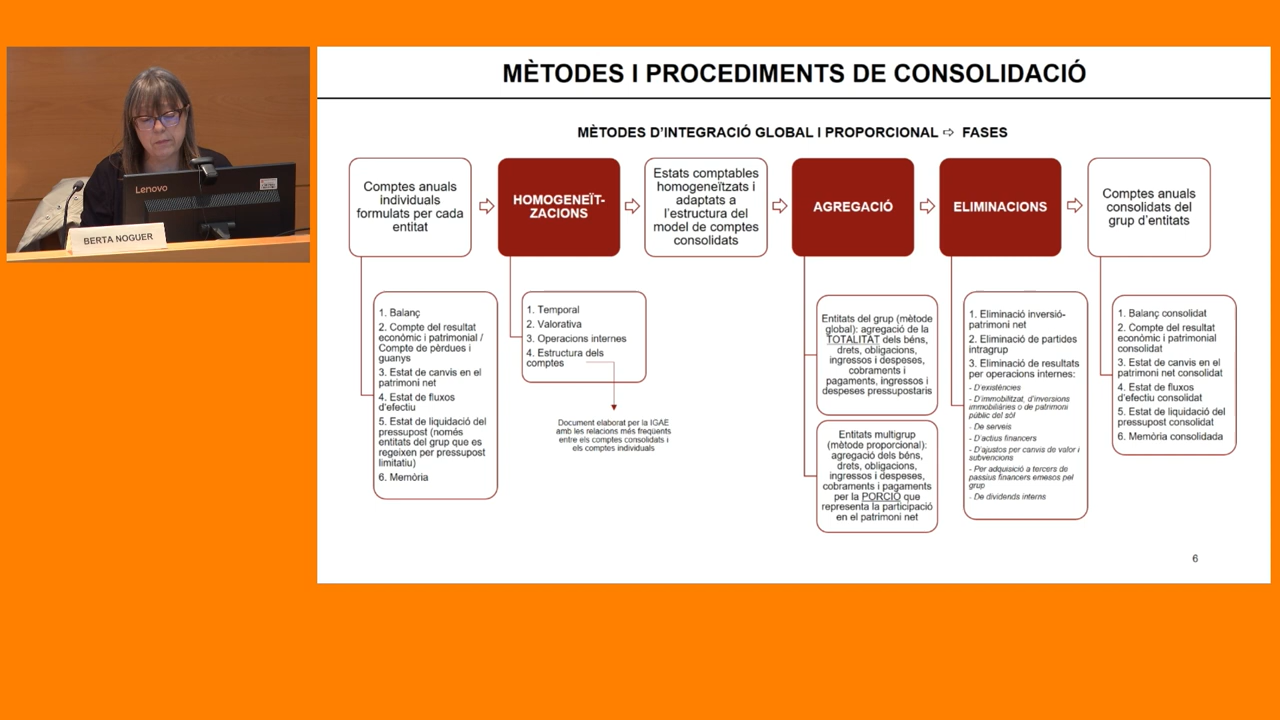 Lenovo
BERTA NOGUER
MÈTODES I PROCEDIMENTS DE CONSOLIDACIÓ
MÈTODES D'INTEGRACIÓ GLOBAL I PROPORCIONAL ⇨ FASES
Comptes anuals
individuals
formulats per cada
entitat
HOMOGENEÏT-
ZACIONS
Estats comptables
homogeneïtzats i
adaptats a
l'estructura del
model de comptes
consolidats
AGREGACIÓ
ELIMINACIONS
Comptes anuals
consolidats del
grup d'entitats
1. Balanç
2. Compte del resultat
econòmic i patrimonial /
Compte de pèrdues i
guanys
3. Estat de canvis en el
patrimoni net
4. Estat de fluxos
d'efectiu
5. Estat de liquidació del
pressupost (només
entitats del grup que es
regeixen per pressupost
limitatiu)
6. Memòria
1. Temporal
2. Valorativa
3. Operacions internes
4. Estructura dels
comptes
Document elaborat per la IGAE
amb les relacions més freqüents
entre els comptes consolidats i
els comptes individuals
Entitats del grup (mètode
global): agregació de la
TOTALITAT dels béns,
drets, obligacions,
ingressos i despeses,
cobraments i
pagaments, ingressos i
despeses pressupostaris
Entitats multigrup
(mètode proporcional):
agregació dels béns,
drets, obligacions,
ingressos i despeses,
cobraments i pagaments
per la PORCIÓ que
representa la participació
en el patrimoni net
1. Eliminació inversió-
patrimoni net
2. Eliminació de partides
intragrup
3. Eliminació de resultats
per operacions internes:
- D'existències
- D'immobilitzat, d'inversions
immobiliàries o de patrimoni
públic del sòl
- De serveis
- D'actius financers
- D'ajustos per canvis de valor i
subvencions
- Per adquisició a tercers de
passius financers emesos pel
grup
- De dividends interns
1. Balanç consolidat
2. Compte del resultat
econòmic i patrimonial
consolidat
3. Estat de canvis en el
patrimoni net consolidat
4. Estat de fluxos
d'efectiu consolidat
5. Estat de liquidació del
pressupost consolidat
6. Memòria consolidada
6